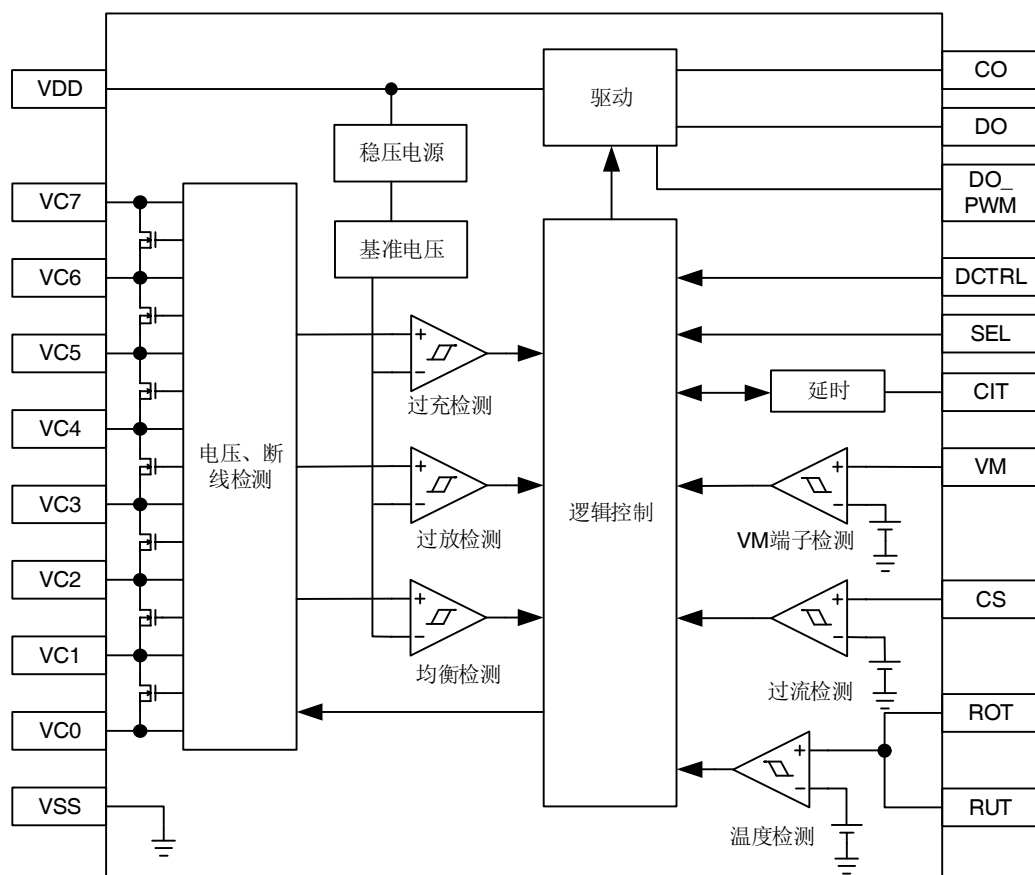 VDD
VC7
VC6
VC5
VC4
VC3
VC2
VC1
VC0
VSS
稳压电源
基准电压
电压、断
线检测
+
−
过充检测
+
−
过放检测
+
−
均衡检测
驱动
逻辑控制
延时
+
−
VM端子检测
+
−
过流检测
+
−
温度检测
CO
DO
DO_
PWM
DCTRL
SEL
CIT
VM
CS
ROT
RUT